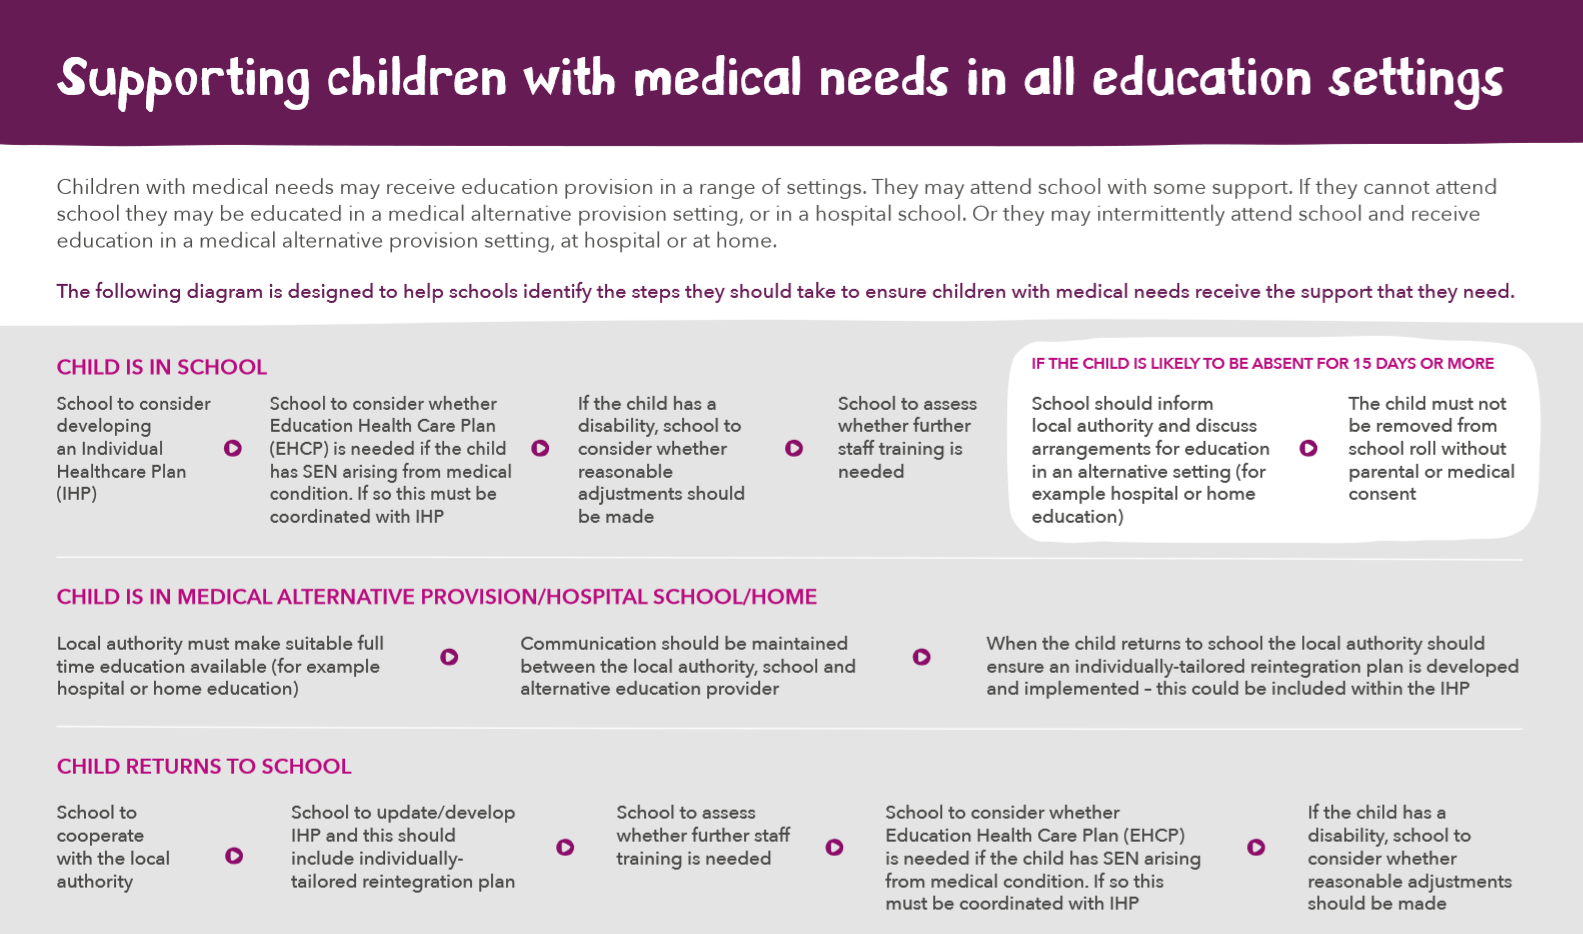 Supporting children with medical needs in all education settings
Children with medical needs may receive education provision in a range of settings. They may attend school with some support. If they cannot attend
school they may be educated in a medical alternative provision setting, or in a hospital school. Or they may intermittently attend school and receive
education in a medical alternative provision setting, at hospital or at home.
The following diagram is designed to help schools identify the steps they should take to ensure children with medical needs receive the support that they need.
CHILD IS IN SCHOOL
School to consider
developing
an Individual
Healthcare Plan
(IHP)
School to consider whether
Education Health Care Plan
(EHCP) is needed if the child
has SEN arising from medical
condition. If so this must be
coordinated with IHP
If the child has a
disability, school to
consider whether
reasonable
adjustments should
be made
School to assess
whether further
staff training is
needed
IF THE CHILD IS LIKELY TO BE ABSENT FOR 15 DAYS OR MORE
School should inform
local authority and discuss
arrangements for education
in an alternative setting (for
example hospital or home
education)
The child must not
be removed from
school roll without
parental or medical
consent
CHILD IS IN MEDICAL ALTERNATIVE PROVISION/HOSPITAL SCHOOL/HOME
Local authority must make suitable full
time education available (for example
hospital or home education)
Communication should be maintained
between the local authority, school and
alternative education provider
When the child returns to school the local authority should
ensure an individually-tailored reintegration plan is developed
and implemented – this could be included within the IHP
CHILD RETURNS TO SCHOOL
School to
cooperate
with the local
authority
School to update/develop
IHP and this should
include individually-
tailored reintegration plan
School to assess
whether further staff
training is needed
School to consider whether
Education Health Care Plan (EHCP)
is needed if the child has SEN arising
from medical condition. If so this
must be coordinated with IHP
If the child has a
disability, school to
consider whether
reasonable adjustments
should be made